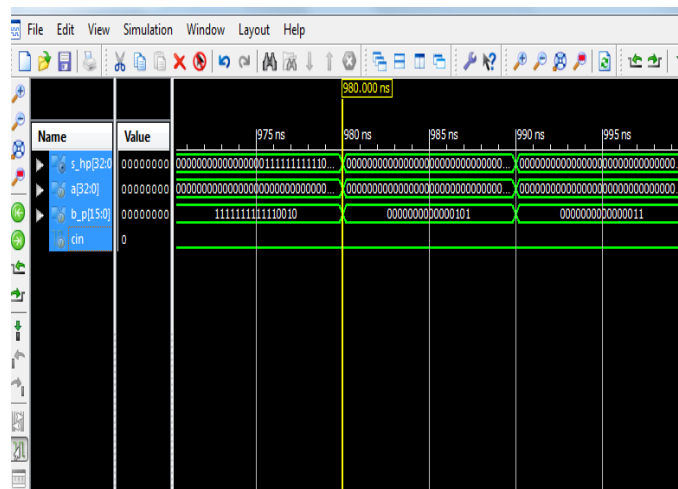 File Edit View Simulation Window Layout Help
980.000 ns
Name Value 975 ns 980 ns 985 ns 990 ns 995 ns
s_hp[32:0 00000000
a[32:0] 00000000
b_p[15:0] 00000000 1111111111110010 0000000000000101 0000000000000011
cin 0